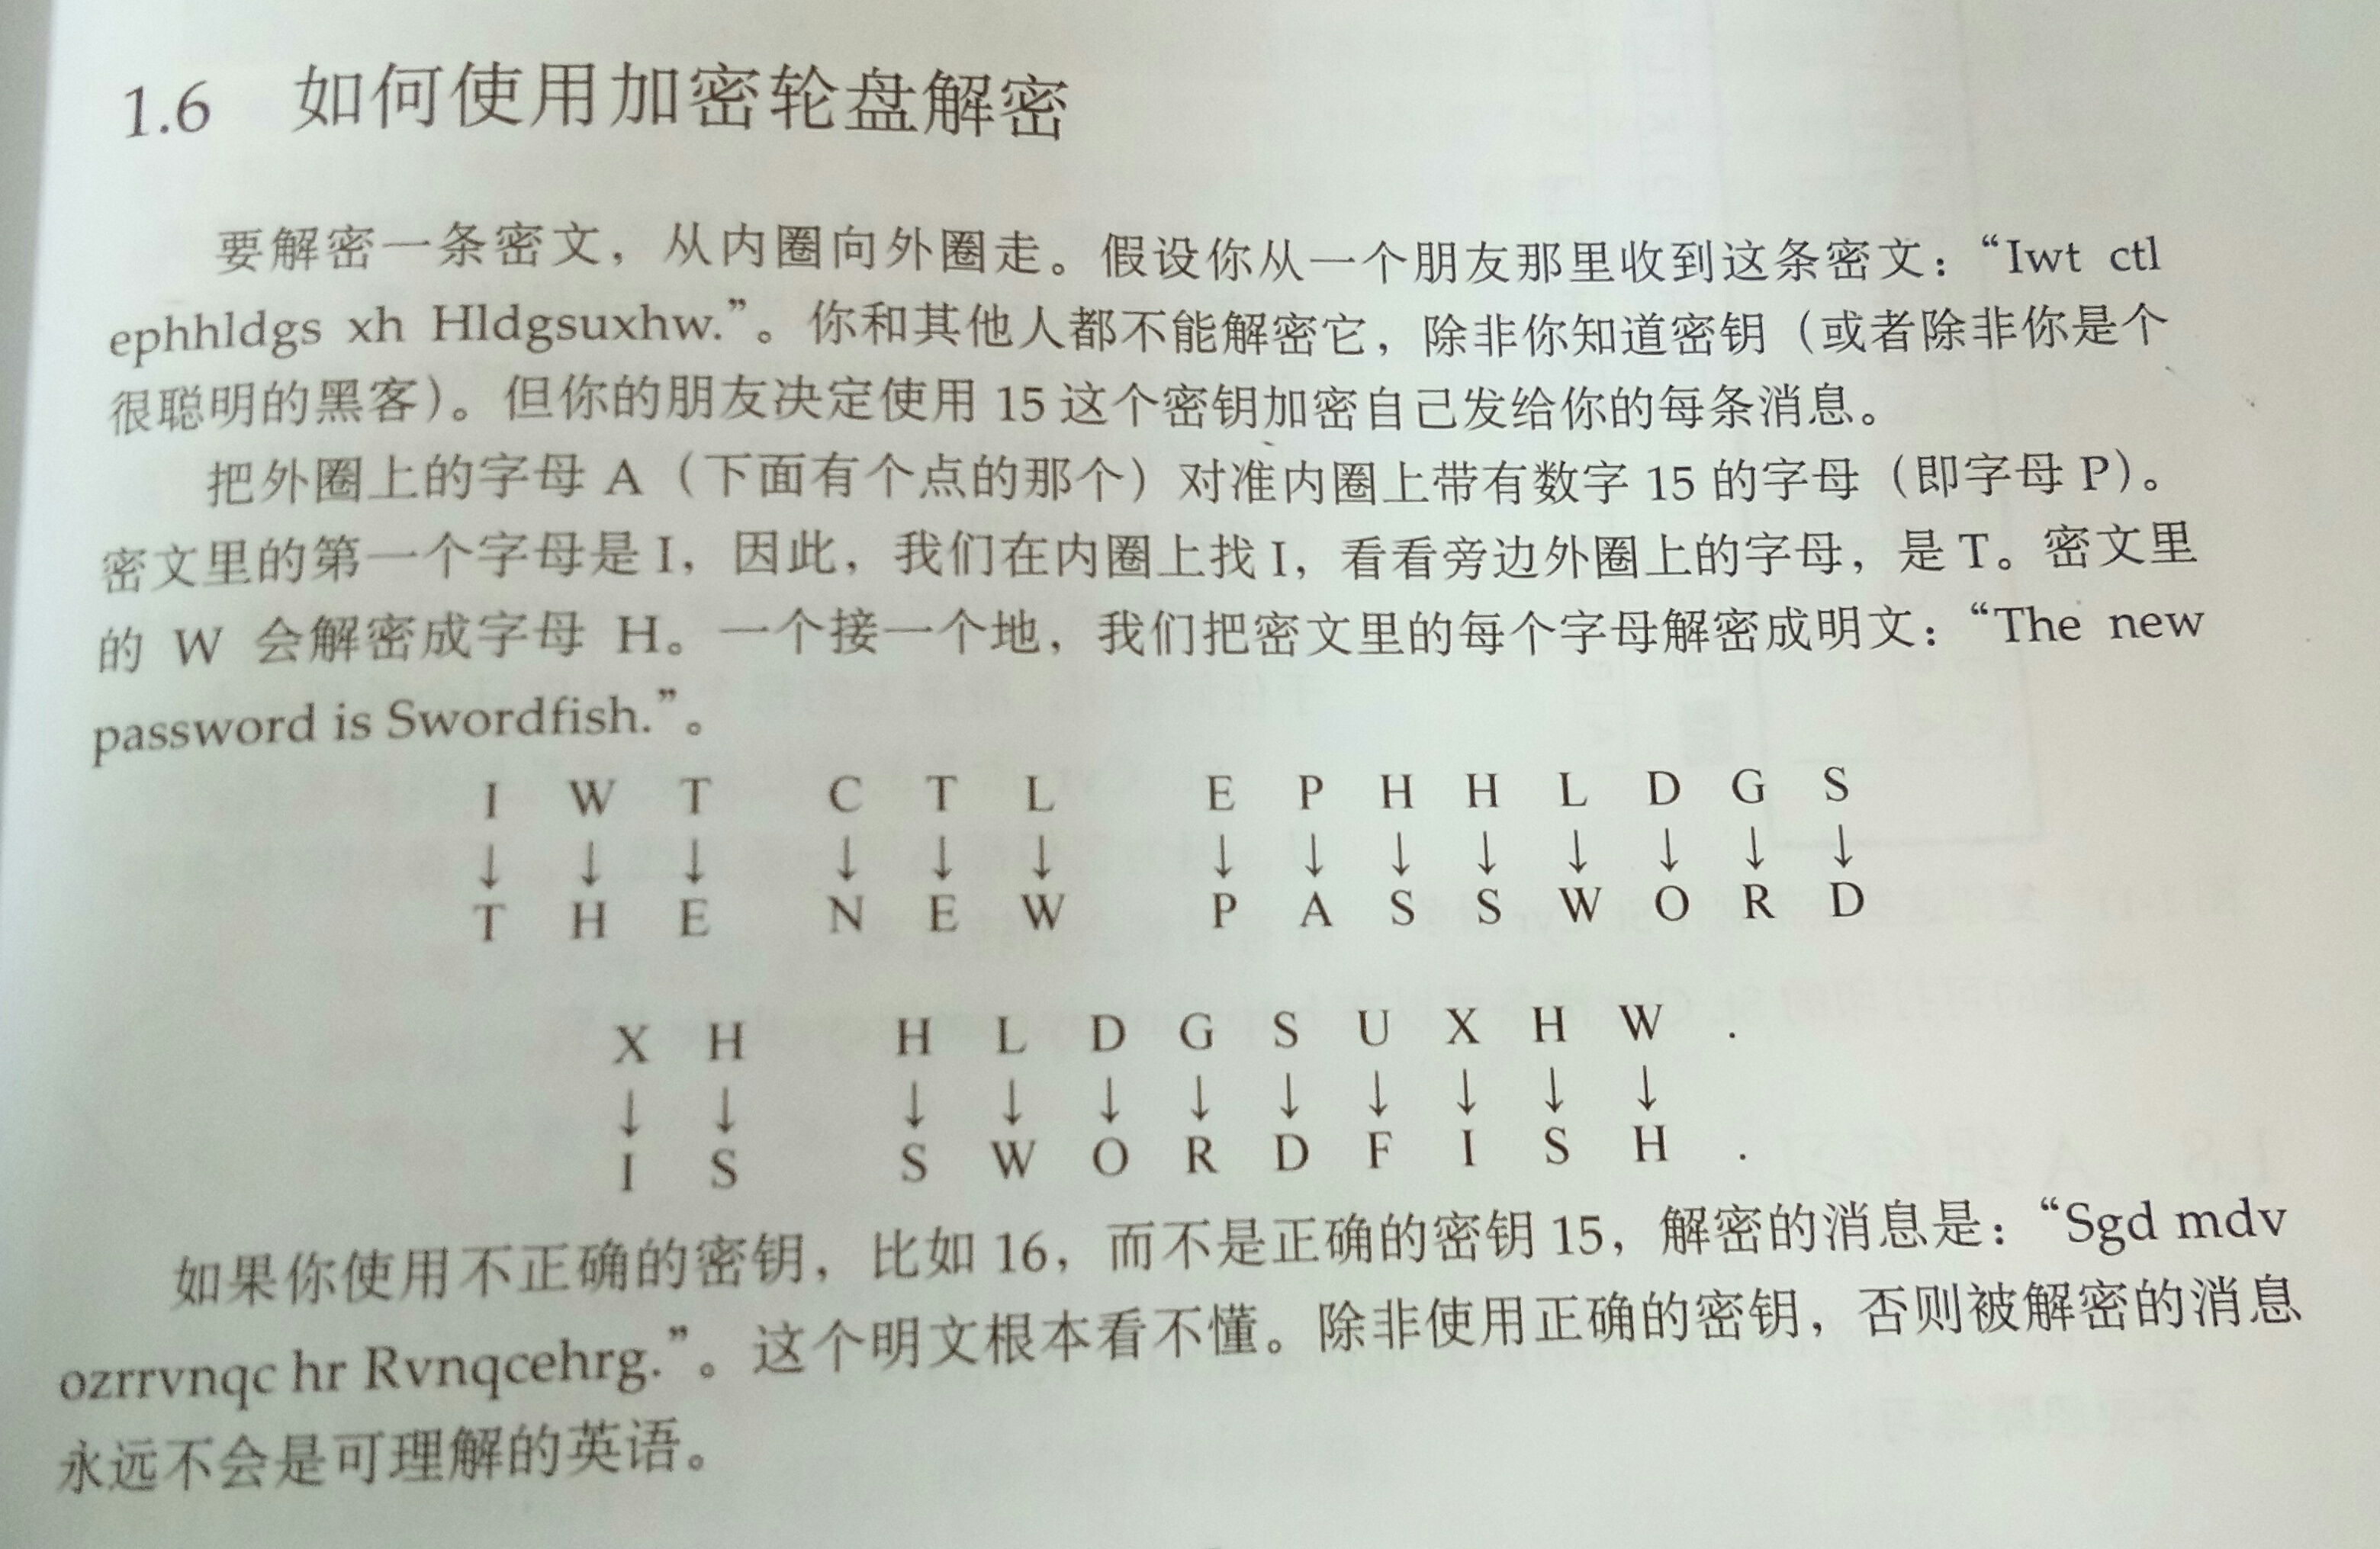 1.6 如何使用加密轮盘解密
要解密一条密文，从内圈向外圈走。假设你从一个朋友那里收到这条密文：“Iwt ctl
ephhldgs xh Hldgsuxhw.”。你和其他人都不能解密它，除非你知道密钥（或者除非你是个
很聪明的黑客）。但你的朋友决定使用 15 这个密钥加密自己发给你的每条消息。
把外圈上的字母 A（下面有个点的那个）对准内圈上带有数字 15 的字母（即字母 P）。
密文里的第一个字母是 I，因此，我们在内圈上找 I，看看旁边外圈上的字母，是 T。密文里
的 W 会解密成字母 H。一个接一个地，我们把密文里的每个字母解密成明文：“The new
password is Swordfish.”。
I W T C T L E P H H L D G S
↓ ↓ ↓ ↓ ↓ ↓ ↓ ↓ ↓ ↓ ↓ ↓ ↓ ↓
T H E N E W P A S S W O R D
X H H L D G S U X H W .
↓ ↓ ↓ ↓ ↓ ↓ ↓ ↓ ↓ ↓ ↓
I S S W O R D F I S H .
如果你使用不正确的密钥，比如 16，而不是正确的密钥 15，解密的消息是：“Sgd mdv
ozrrvnqc hr Rvnqcehrg.”。这个明文根本看不懂。除非使用正确的密钥，否则被解密的消息
永远不会是可理解的英语。